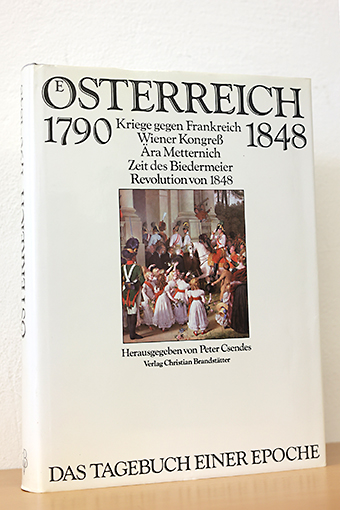 ŒSTERREICH
1790 1848
Kriege gegen Frankreich
Wiener Kongreß
Ära Metternich
Zeit des Biedermeier
Revolution von 1848
Herausgegeben von Peter Csendes
Verlag Christian Brandstätter
DAS TAGEBUCH EINER EPOCHE